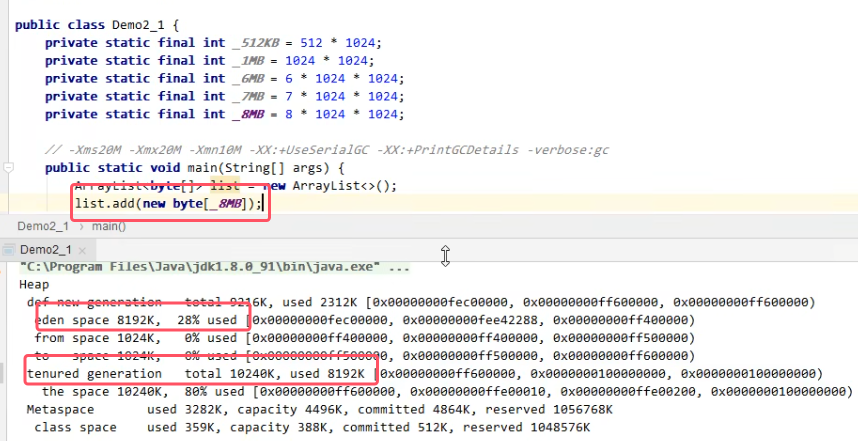 public class Demo2_1 {
private static final int _512KB = 512 * 1024;
private static final int _1MB = 1024 * 1024;
private static final int _6MB = 6 * 1024 * 1024;
private static final int _7MB = 7 * 1024 * 1024;
private static final int _8MB = 8 * 1024 * 1024;
// -Xms20M -Xmx20M -Xmn10M -XX:+UseSerialGC -XX:+PrintGCDetails -verbose:gc
public static void main(String[] args) {
ArrayList<byte[]> list = new ArrayList<>();
list.add(new byte[_8MB]);
Demo2_1 › main()
Demo2_1 ×
"C:\Program Files\Java\jdk1.8.0_91\bin\java.exe" ...
Heap
def new generation total 9216K, used 2312K [0x00000000fec00000, 0x00000000ff600000, 0x00000000ff600000)
eden space 8192K, 28% used [0x00000000fec00000, 0x00000000fee42288, 0x00000000ff400000)
from space 1024K, 0% used [0x00000000ff400000, 0x00000000ff400000, 0x00000000ff500000)
to space 1024K, 0% used [0x00000000ff500000, 0x00000000ff500000, 0x00000000ff600000)
tenured generation total 10240K, used 8192K [0x00000000ff600000, 0x0000000100000000, 0x0000000100000000)
the space 10240K, 80% used [0x00000000ff600000, 0x00000000ffe00010, 0x00000000ffe00200, 0x0000000100000000)
Metaspace used 3282K, capacity 4496K, committed 4864K, reserved 1056768K
class space used 359K, capacity 388K, committed 512K, reserved 1048576K